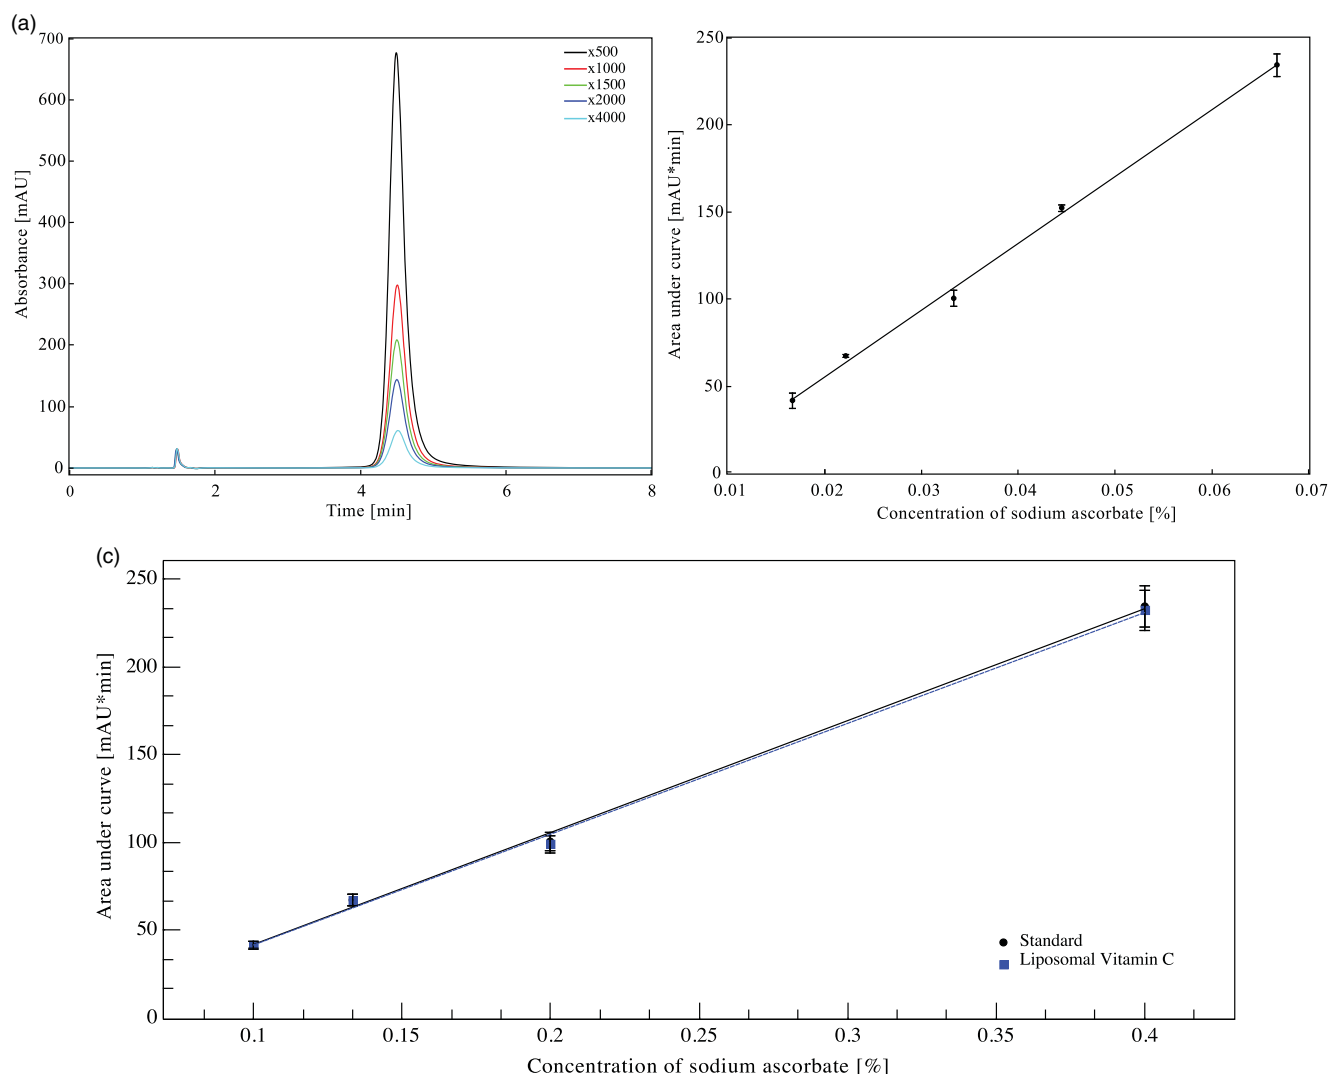 (a)
700
600
500
400
300
200
100
0
Absorbance [mAU]
0 2 4 6 8
Time [min]
x500
x1000
x1500
x2000
x4000
250
200
150
100
50
0
Area under curve [mAU*min]
0.01 0.02 0.03 0.04 0.05 0.06 0.07
Concentration of sodium ascorbate [%]
(c)
250
200
150
100
50
0
Area under curve [mAU*min]
0.1 0.15 0.2 0.25 0.3 0.35 0.4
Concentration of sodium ascorbate [%]
Standard
Liposomal Vitamin C